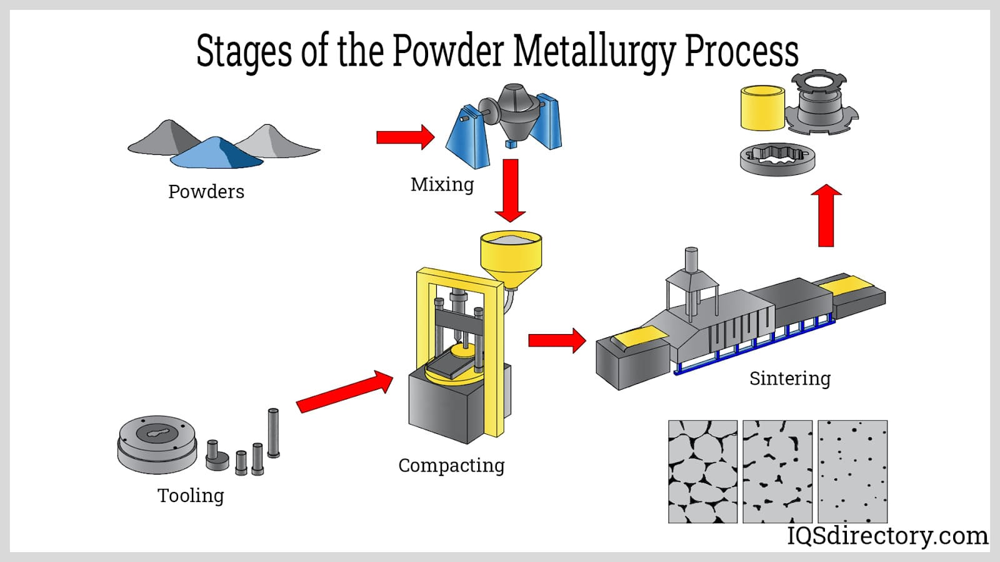 Stages of the Powder Metallurgy Process
Powders
Mixing
Sintering
Compacting
Tooling
IQSdirectory.com